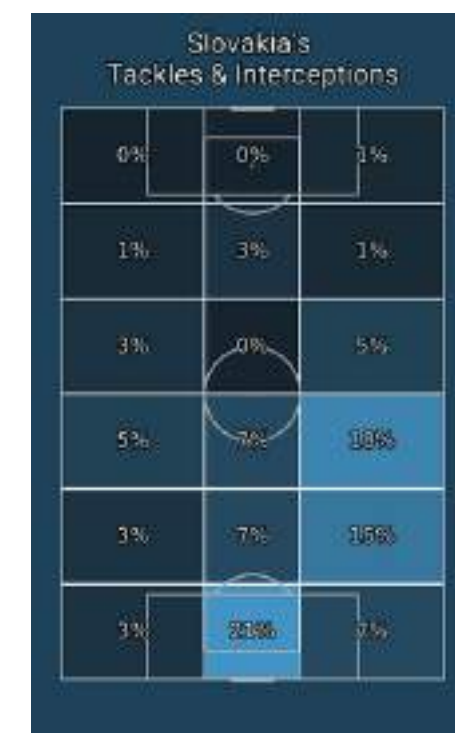 Slovakia's
Tackles & Interceptions
0% 0% 1%
1% 3% 1%
3% 0% 5%
5% 7% 18%
3% 7% 15%
3% 21% 7%